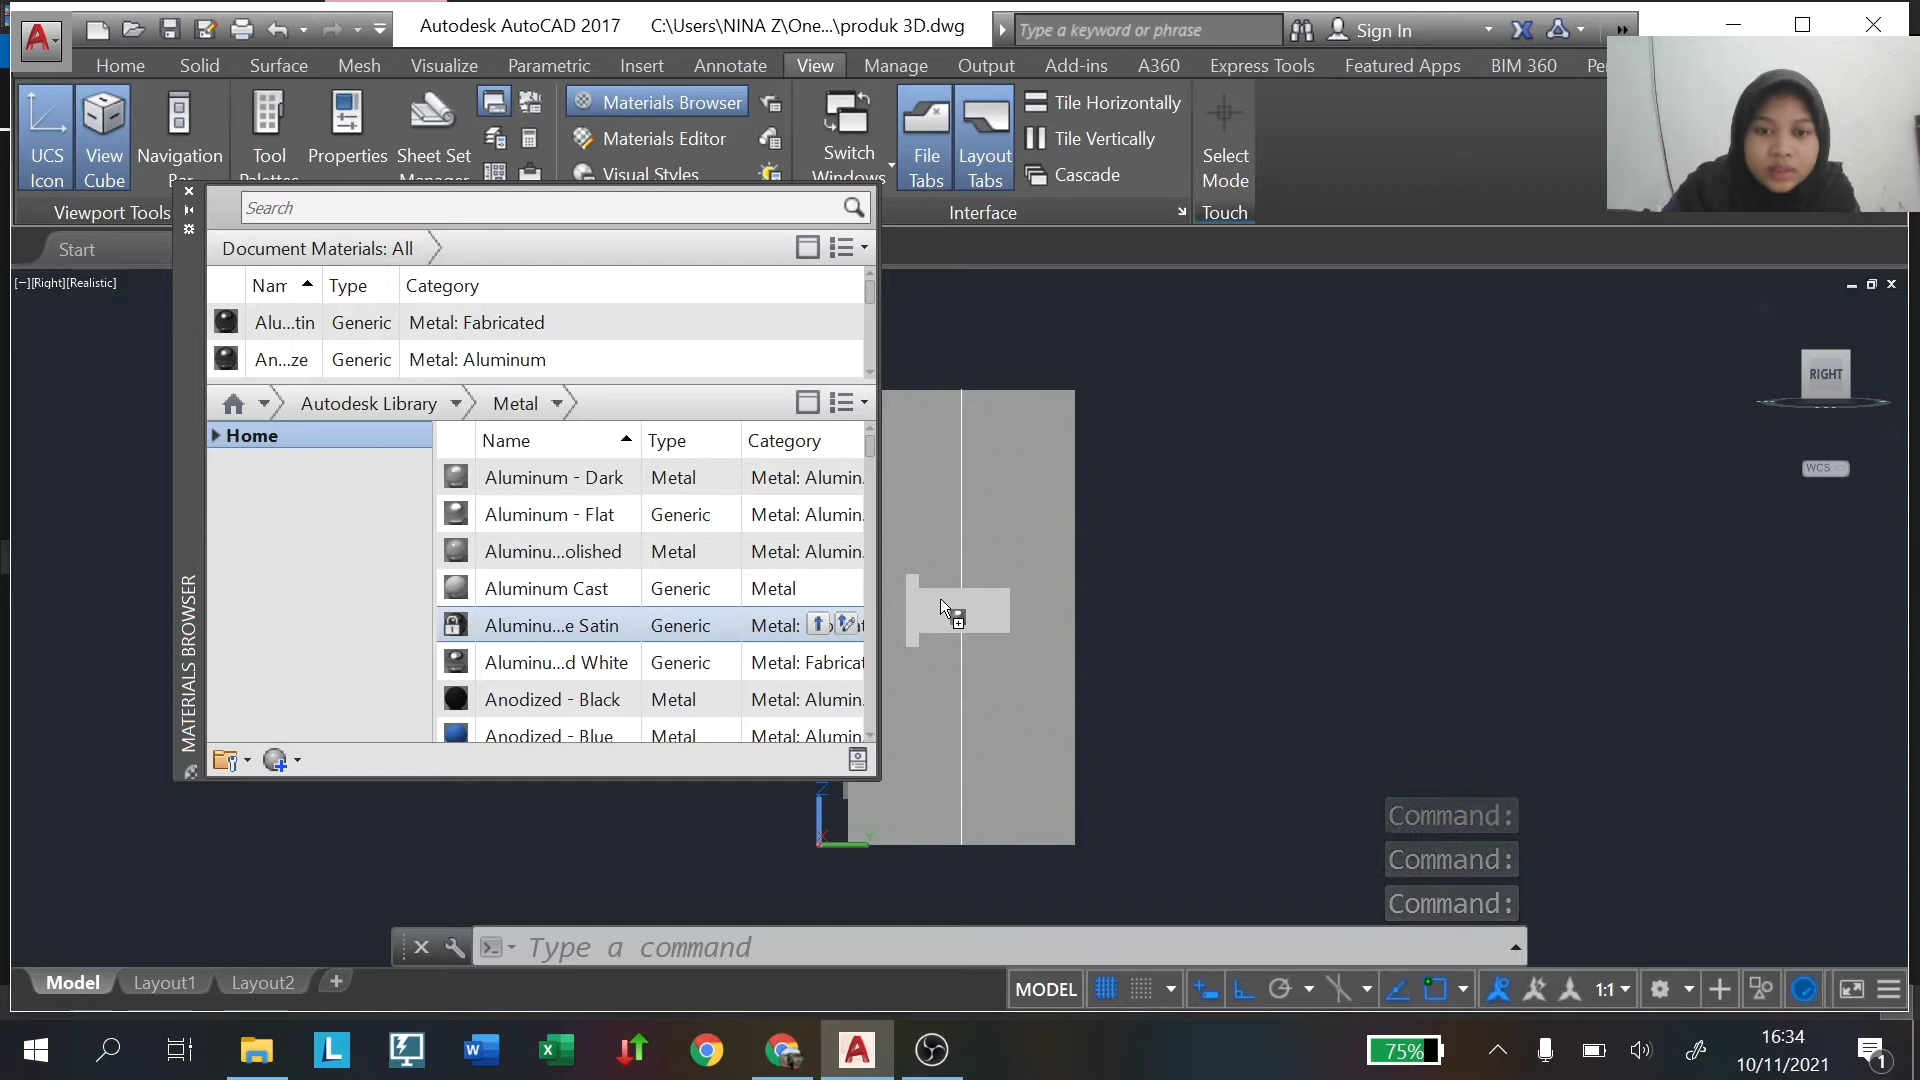 Autodesk AutoCAD 2017
C:\Users\NINA Z\One...\produk 3D.dwg
Type a keyword or phrase
Sign In
Home
Solid
Surface
Mesh
Visualize
Parametric
Insert
Annotate
View
Manage
Output
Add-ins
A360
Express Tools
Featured Apps
BIM 360
UCS
Icon
View
Cube
Navigation
Tool
Properties
Sheet Set
Materials Browser
Materials Editor
Visual Styles
Switch
Windows
File
Tabs
Layout
Tabs
Tile Horizontally
Tile Vertically
Cascade
Select
Mode
Viewport Tools
Interface
Touch
Start
Search
Document Materials: All
Type
Category
Alu...tin
Generic
Metal: Fabricated
An...ze
Generic
Metal: Aluminum
Autodesk Library
Metal
Home
Name
Type
Category
Aluminum - Dark
Metal
Metal: Alumin
Aluminum - Flat
Generic
Metal: Alumin
Aluminu...olished
Metal
Metal: Alumin
Aluminum Cast
Generic
Metal
Aluminu...e Satin
Generic
Metal:
Aluminu...d White
Generic
Metal: Fabricat
Anodized - Black
Metal
Metal: Alumin
Anodized - Blue
Metal
Metal: Alumin
MATERIALS BROWSER
[−][Right][Realistic]
RIGHT
WCS
Z
X
Y
Command:
Command:
Command:
Type a command
Model
Layout1
Layout2
MODEL
1:1
75%
16:34
10/11/2021
1